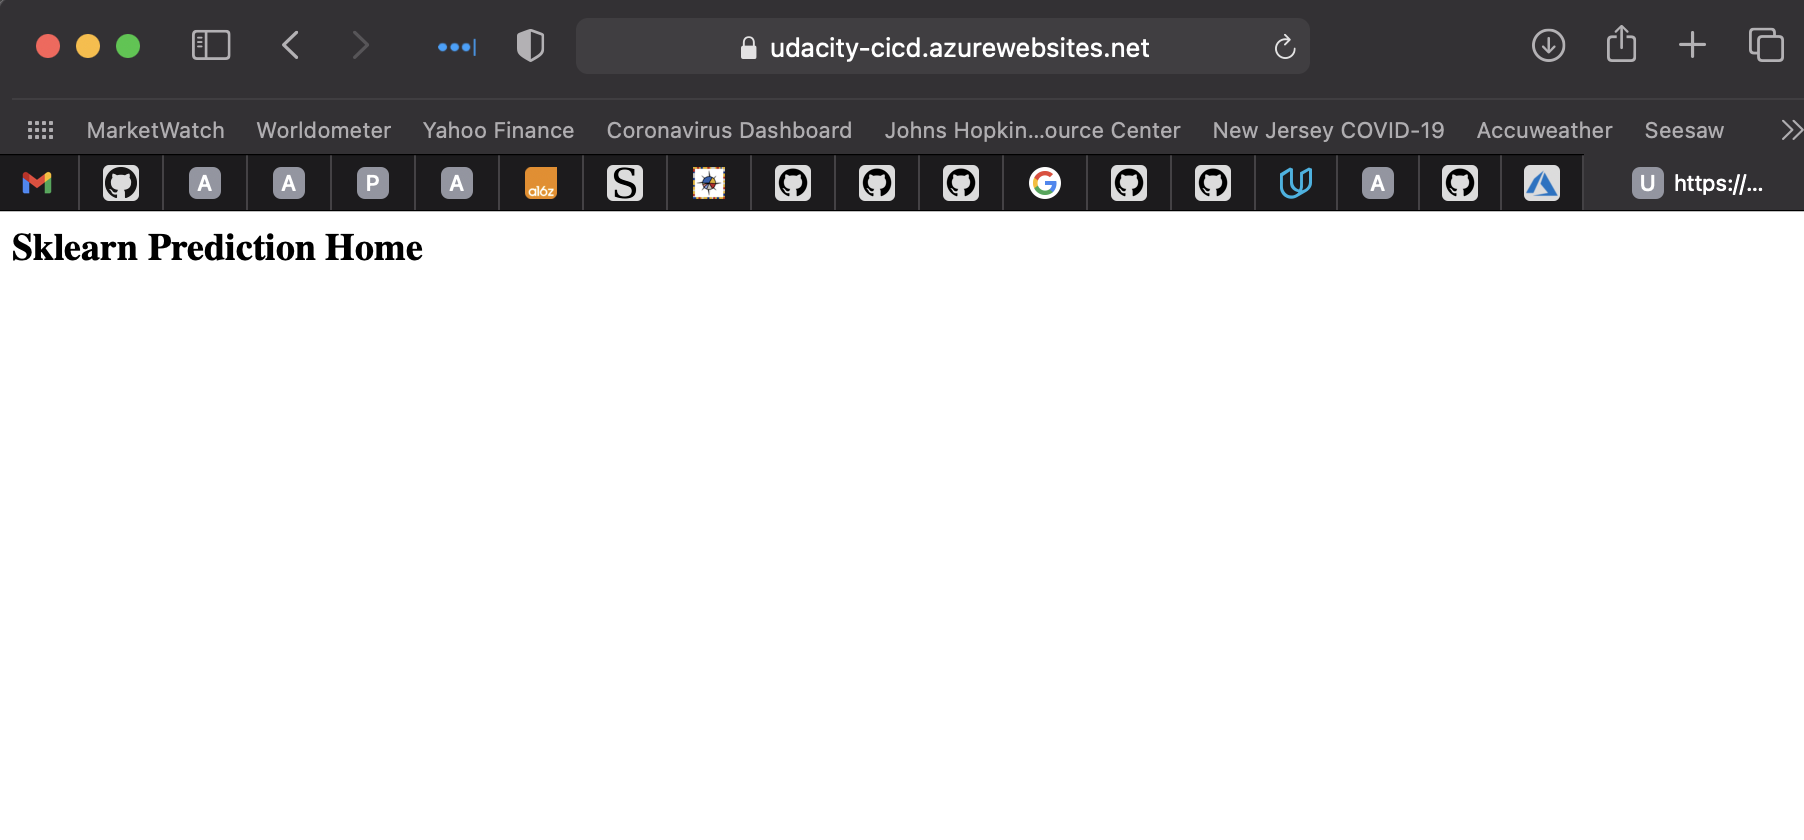 udacity-cicd.azurewebsites.net
MarketWatch Worldometer Yahoo Finance Coronavirus Dashboard Johns Hopkin...ource Center New Jersey COVID-19 Accuweather Seesaw
A A P A a16z S G A U https://...
Sklearn Prediction Home